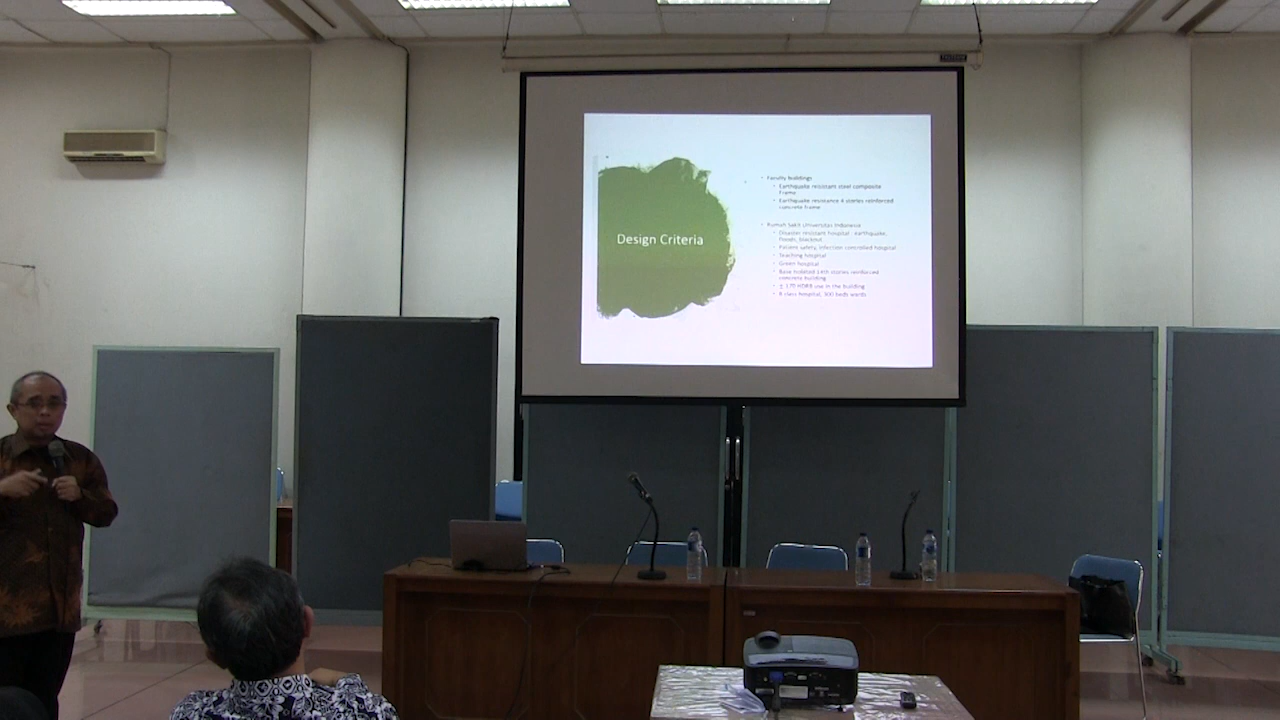 Design Criteria
• Faculty buildings
• Earthquake resistant steel composite
frame
• Earthquake resistance 4 stories reinforced
concrete frame
• Rumah Sakit Universitas Indonesia
• Disaster resistant hospital : earthquake,
floods, blackout
• Patient safety, infection controlled hospital
• Teaching hospital
• Green hospital
• Base isolated 14th stories reinforced
concrete building
• ± 170 HDRB use in the building
• B class hospital, 300 beds wards